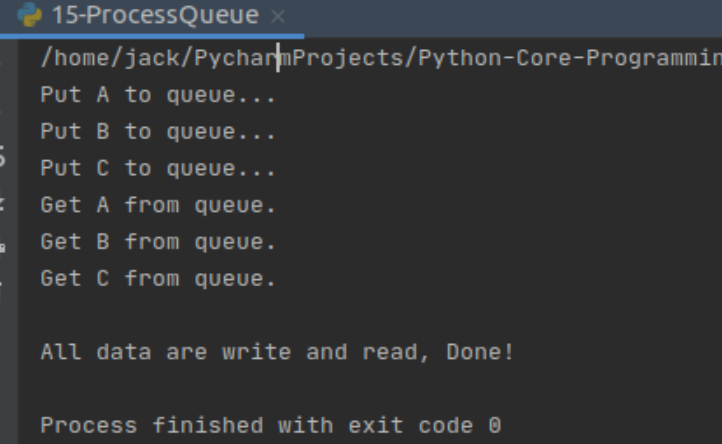 15-ProcessQueue
/home/jack/PycharmProjects/Python-Core-Programmin
Put A to queue...
Put B to queue...
Put C to queue...
Get A from queue.
Get B from queue.
Get C from queue.
All data are write and read, Done!
Process finished with exit code 0